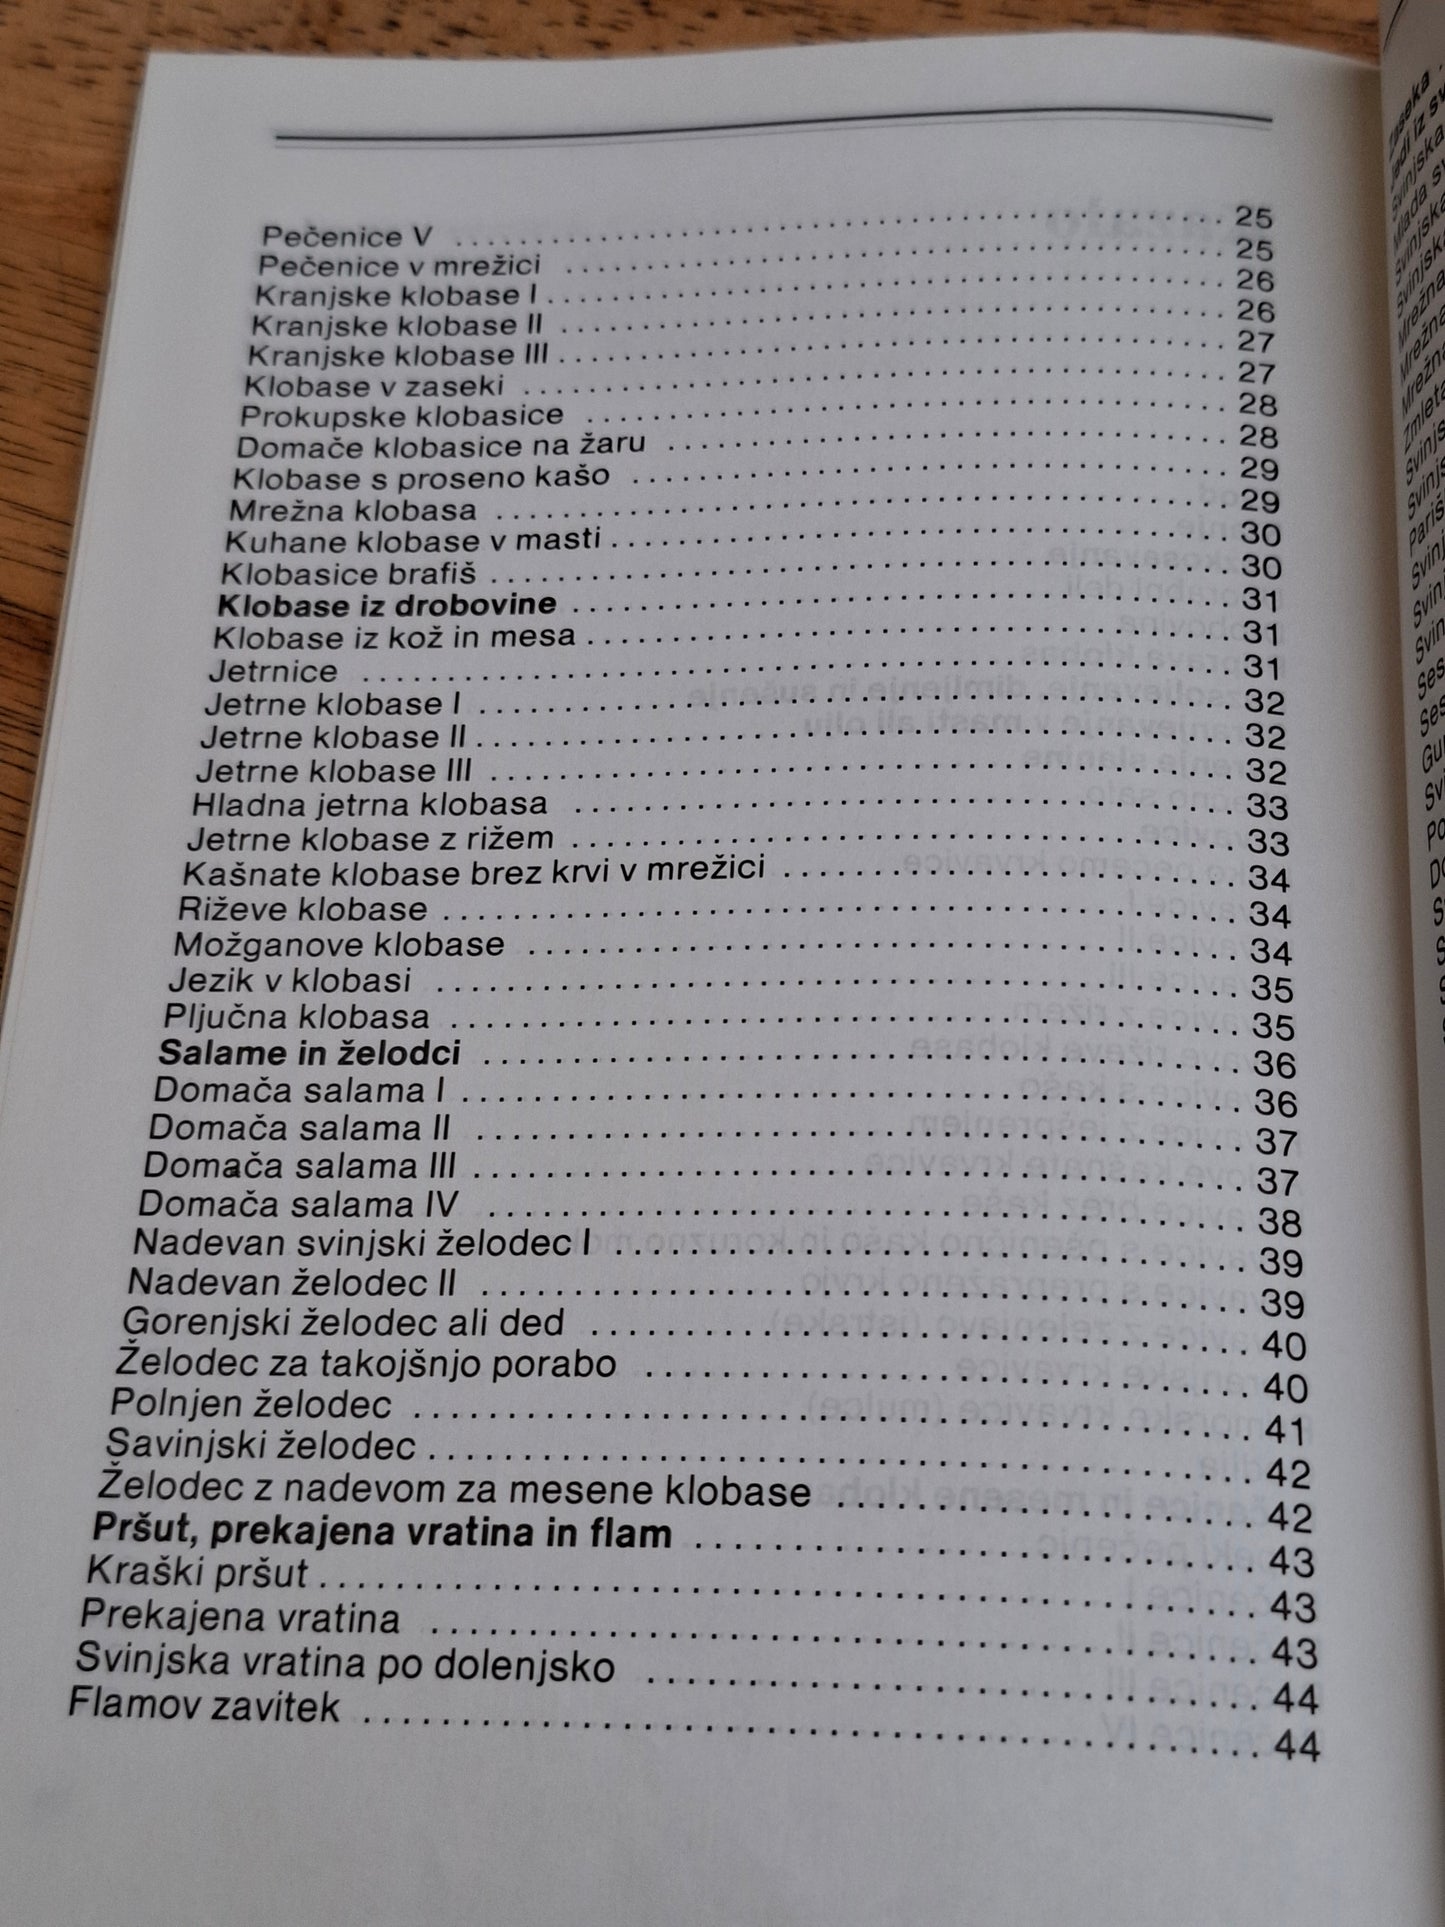 Pečenice V . . . . . . . . . . . . . . . . . . . . 25
Pečenice v mrežici . . . . . . . . . . . . . . . . . . . . 25
Kranjske klobase I . . . . . . . . . . . . . . . . . . . . 26
Kranjske klobase II . . . . . . . . . . . . . . . . . . . . 26
Kranjske klobase III . . . . . . . . . . . . . . . . . . . . 27
Klobase v zaseki . . . . . . . . . . . . . . . . . . . . 27
Prokupske klobasice . . . . . . . . . . . . . . . . . . . . 28
Domače klobasice na žaru . . . . . . . . . . . . . . . . . . . . 28
Klobase s proseno kašo . . . . . . . . . . . . . . . . . . . . 29
Mrežna klobasa . . . . . . . . . . . . . . . . . . . . 29
Kuhane klobase v masti . . . . . . . . . . . . . . . . . . . . 30
Klobasice brafiš . . . . . . . . . . . . . . . . . . . . 30
Klobase iz drobovine . . . . . . . . . . . . . . . . . . . . 31
Klobase iz kož in mesa . . . . . . . . . . . . . . . . . . . . 31
Jetrnice . . . . . . . . . . . . . . . . . . . . 31
Jetrne klobase I . . . . . . . . . . . . . . . . . . . . 32
Jetrne klobase II . . . . . . . . . . . . . . . . . . . . 32
Jetrne klobase III . . . . . . . . . . . . . . . . . . . . 32
Hladna jetrna klobasa . . . . . . . . . . . . . . . . . . . . 33
Jetrne klobase z rižem . . . . . . . . . . . . . . . . . . . . 33
Kašnate klobase brez krvi v mrežici . . . . . . . . . . . . . . . . . . . . 34
Riževe klobase . . . . . . . . . . . . . . . . . . . . 34
Možganove klobase . . . . . . . . . . . . . . . . . . . . 34
Jezik v klobasi . . . . . . . . . . . . . . . . . . . . 35
Pljučna klobasa . . . . . . . . . . . . . . . . . . . . 35
Salame in želodci . . . . . . . . . . . . . . . . . . . . 36
Domača salama I . . . . . . . . . . . . . . . . . . . . 36
Domača salama II . . . . . . . . . . . . . . . . . . . . 37
Domača salama III . . . . . . . . . . . . . . . . . . . . 37
Domača salama IV . . . . . . . . . . . . . . . . . . . . 38
Nadevan svinjski želodec I . . . . . . . . . . . . . . . . . . . . 39
Nadevan želodec II . . . . . . . . . . . . . . . . . . . . 39
Gorenjski želodec ali ded . . . . . . . . . . . . . . . . . . . . 40
Želodec za takojšnjo porabo . . . . . . . . . . . . . . . . . . . . 40
Polnjen želodec . . . . . . . . . . . . . . . . . . . . 41
Savinjski želodec . . . . . . . . . . . . . . . . . . . . 42
Želodec z nadevom za mesene klobase . . . . . . . . . . . . . . . . . . . . 42
Pršut, prekajena vratina in flam . . . . . . . . . . . . . . . . . . . . 43
Kraški pršut . . . . . . . . . . . . . . . . . . . . 43
Prekajena vratina . . . . . . . . . . . . . . . . . . . . 43
Svinjska vratina po dolenjsko . . . . . . . . . . . . . . . . . . . . 44
Flamov zavitek . . . . . . . . . . . . . . . . . . . . 44